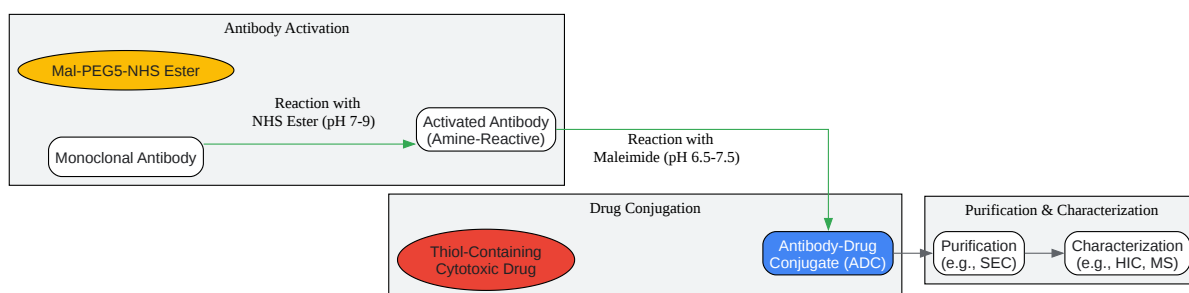 Antibody Activation
Mal-PEG5-NHS Ester
Reaction with
NHS Ester (pH 7-9)
Monoclonal Antibody
Activated Antibody
(Amine-Reactive)
Reaction with
Maleimide (pH 6.5-7.5)
Drug Conjugation
Thiol-Containing
Cytotoxic Drug
Antibody-Drug
Conjugate (ADC)
Purification & Characterization
Purification
(e.g., SEC)
Characterization
(e.g., HIC, MS)